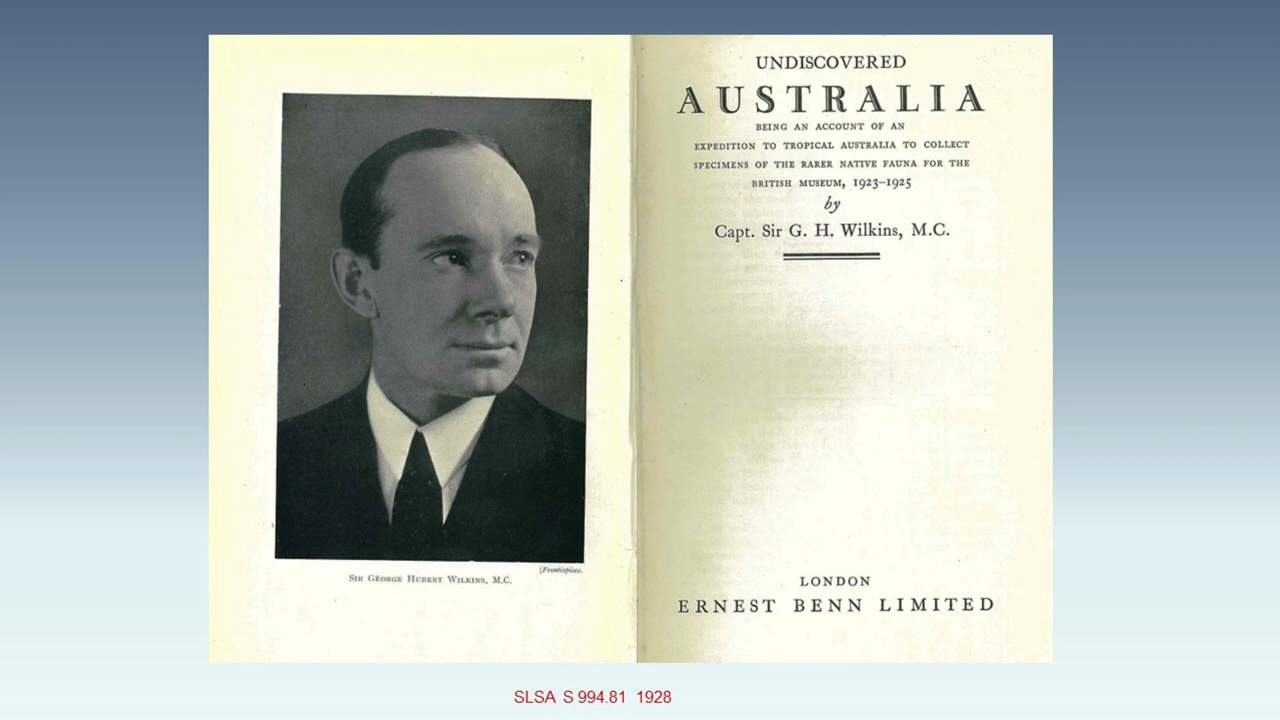 (Frontispiece.
SIR GEORGE HUBERT WILKINS, M.C.
UNDISCOVERED
AUSTRALIA
BEING AN ACCOUNT OF AN
EXPEDITION TO TROPICAL AUSTRALIA TO COLLECT
SPECIMENS OF THE RARER NATIVE FAUNA FOR THE
BRITISH MUSEUM, 1923–1925
by
Capt. Sir G. H. Wilkins, M.C.
LONDON
ERNEST BENN LIMITED
SLSA S 994.81 1928